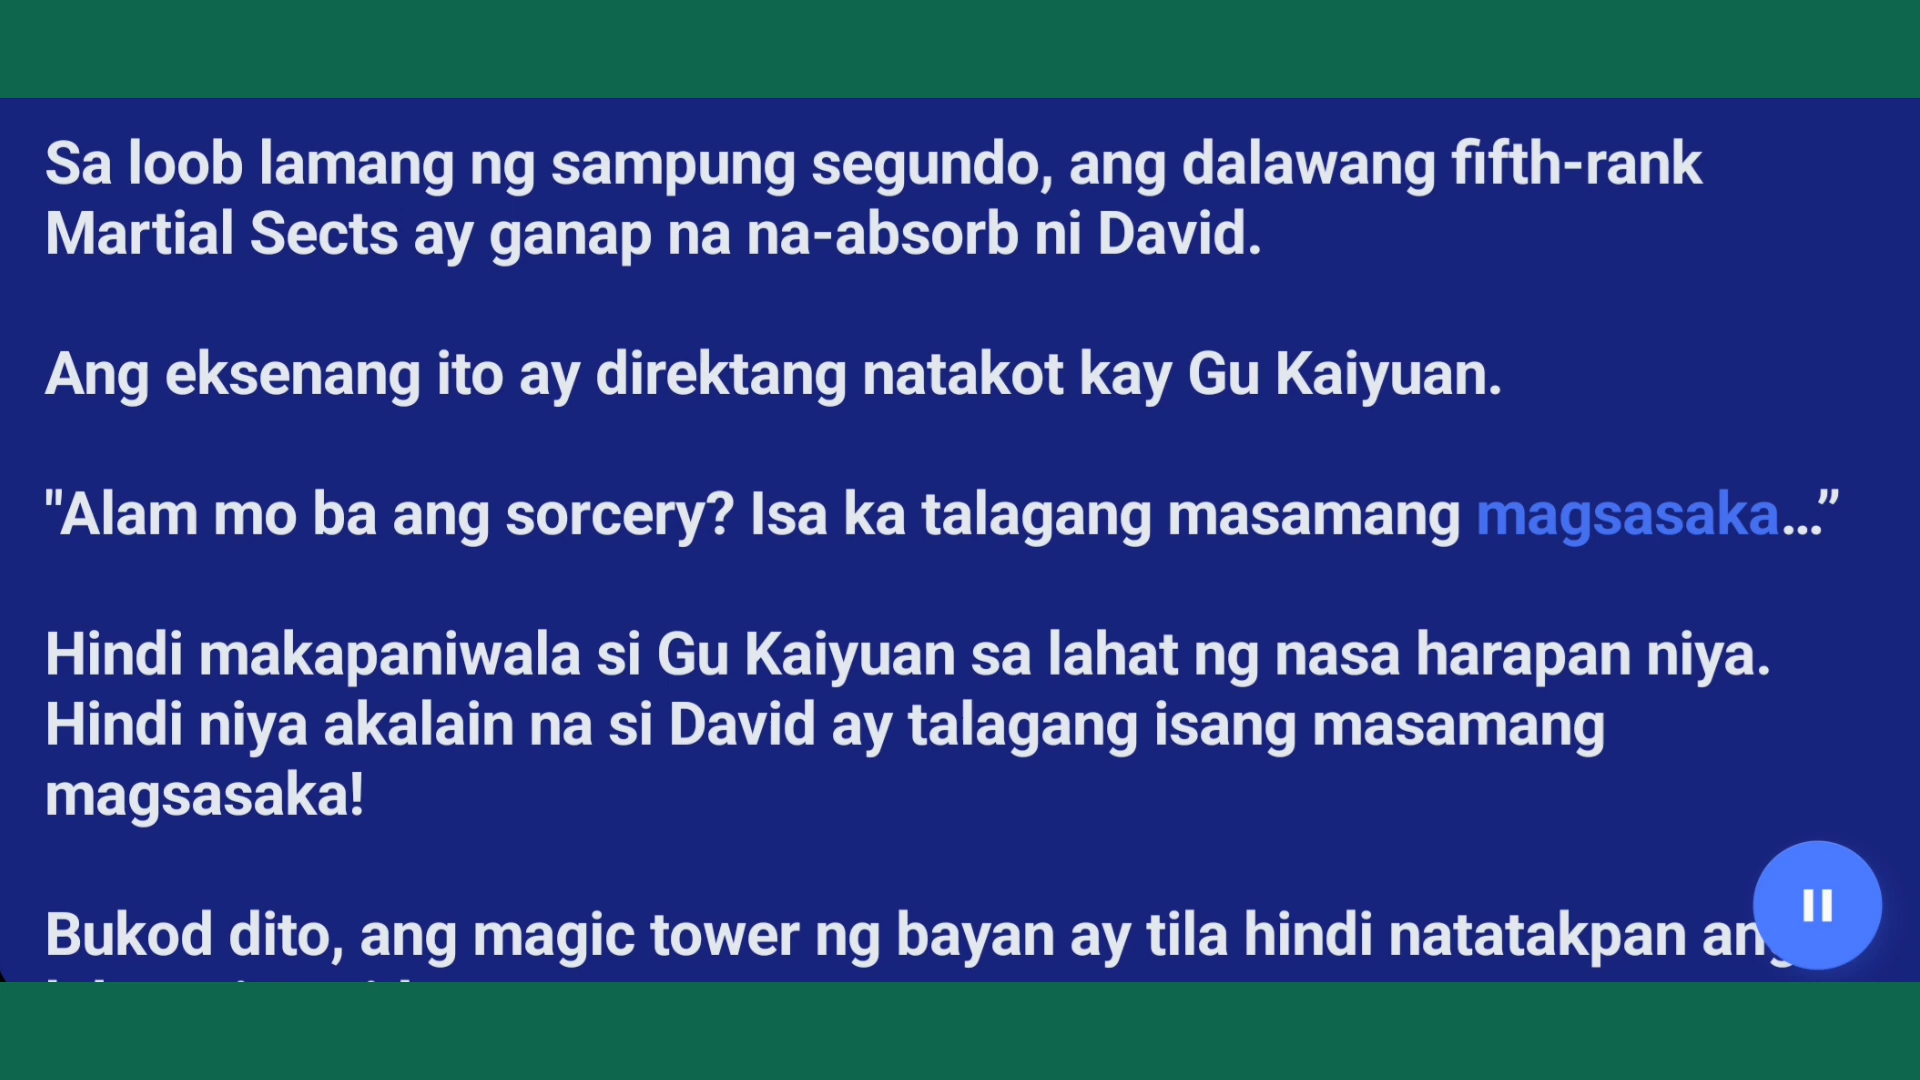 Sa loob lamang ng sampung segundo, ang dalawang fifth-rank
Martial Sects ay ganap na na-absorb ni David.
Ang eksenang ito ay direktang natakot kay Gu Kaiyuan.
"Alam mo ba ang sorcery? Isa ka talagang masamang magsasaka...”
Hindi makapaniwala si Gu Kaiyuan sa lahat ng nasa harapan niya.
Hindi niya akalain na si David ay talagang isang masamang
magsasaka!
Bukod dito, ang magic tower ng bayan ay tila hindi natatakpan ang